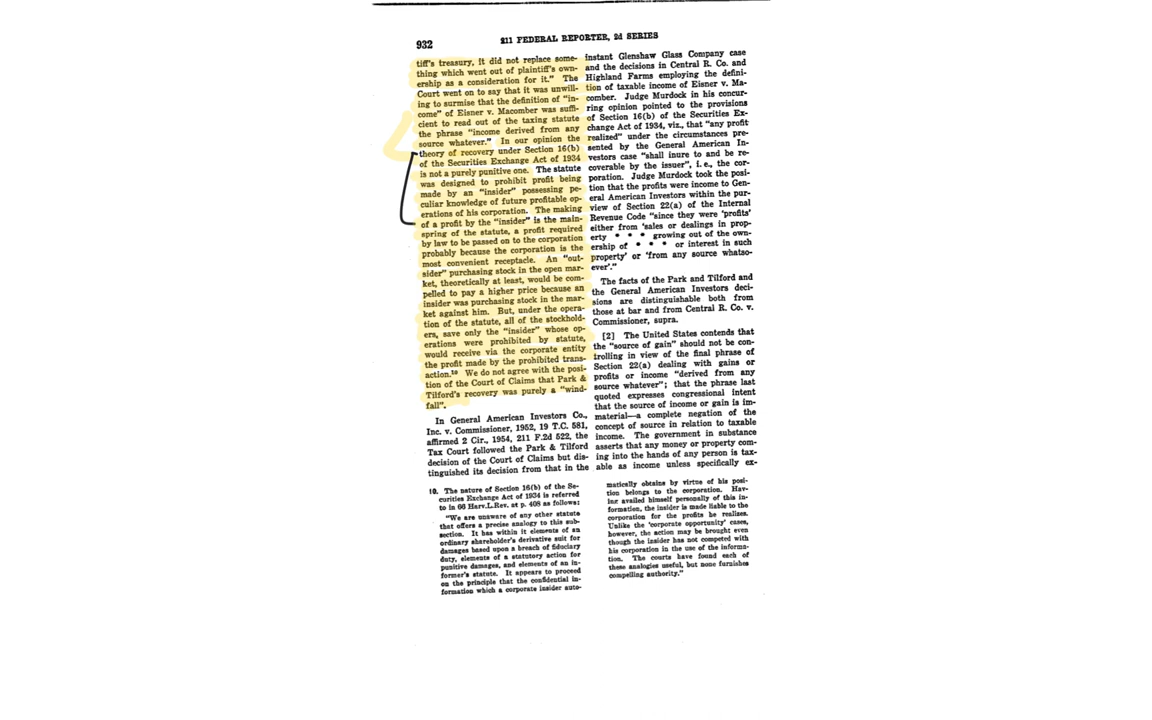 932
211 FEDERAL REPORTER, 2d SERIES
tiff's treasury, it did not replace some-
thing which went out of plaintiff's own-
ership as a consideration for it." The
Court went on to say that it was unwill-
ing to surmise that the definition of "in-
come" of Eisner v. Macomber was suffi-
cient to read out of the taxing statute
the phrase "income derived from any
source whatever." In our opinion the
theory of recovery under Section 16(b)
of the Securities Exchange Act of 1934
is not a purely punitive one. The statute
was designed to prohibit profit being
made by an "insider" possessing pe-
culiar knowledge of future profitable op-
erations of his corporation. The making
of a profit by the "insider" is the main-
spring of the statute, a profit required
by law to be passed on to the corporation
probably because the corporation is the
most convenient receptacle. An "out-
sider" purchasing stock in the open mar-
ket, theoretically at least, would be com-
pelled to pay a higher price because an
insider was purchasing stock in the mar-
ket against him. But, under the opera-
tion of the statute, all of the stockhold-
ers, save only the "insider" whose op-
erations were prohibited by statute,
would receive via the corporate entity
the profit made by the prohibited trans-
action.10 We do not agree with the posi-
tion of the Court of Claims that Park &
Tilford's recovery was purely a "wind-
fall".
In General American Investors Co.,
Inc. v. Commissioner, 1952, 19 T.C. 581,
affirmed 2 Cir., 1954, 211 F.2d 522, the
Tax Court followed the Park & Tilford
decision of the Court of Claims but dis-
tinguished its decision from that in the
instant Glenshaw Glass Company case
and the decisions in Central R. Co. and
Highland Farms employing the defini-
tion of taxable income of Eisner v. Ma-
comber. Judge Murdock in his concur-
ring opinion pointed to the provisions
of Section 16(b) of the Securities Ex-
change Act of 1934, viz., that "any profit
realized" under the circumstances pre-
sented by the General American In-
vestors case "shall inure to and be re-
coverable by the issuer", i. e., the cor-
poration. Judge Murdock took the posi-
tion that the profits were income to Gen-
eral American Investors within the pur-
view of Section 22(a) of the Internal
Revenue Code "since they were 'profits'
either from 'sales or dealings in prop-
erty * * * growing out of the own-
ership of * * * or interest in such
property' or 'from any source whatso-
ever'."
The facts of the Park and Tilford and
the General American Investors deci-
sions are distinguishable both from
those at bar and from Central R. Co. v.
Commissioner, supra.
[2] The United States contends that
the "source of gain" should not be con-
trolling in view of the final phrase of
Section 22(a) dealing with gains or
profits or income "derived from any
source whatever"; that the phrase last
quoted expresses congressional intent
that the source of income or gain is im-
material—a complete negation of the
concept of source in relation to taxable
income. The government in substance
asserts that any money or property com-
ing into the hands of any person is tax-
able as income unless specifically ex-
10. The nature of Section 16(b) of the Se-
curities Exchange Act of 1934 is referred
to in 66 Harv.L.Rev. at p. 408 as follows:
"We are unaware of any other statute
that offers a precise analogy to this sub-
section. It has within it elements of an
ordinary shareholder's derivative suit for
damages based upon a breach of fiduciary
duty, elements of a statutory action for
punitive damages, and elements of an in-
former's statute. It appears to proceed
on the principle that the confidential in-
formation which a corporate insider auto-
matically obtains by virtue of his posi-
tion belongs to the corporation. Hav-
ing availed himself personally of this in-
formation, the insider is made liable to the
corporation for the profits he realizes.
Unlike the 'corporate opportunity' cases,
however, the action may be brought even
though the insider has not competed with
his corporation in the use of the informa-
tion. The courts have found each of
these analogies useful, but none furnishes
compelling authority."